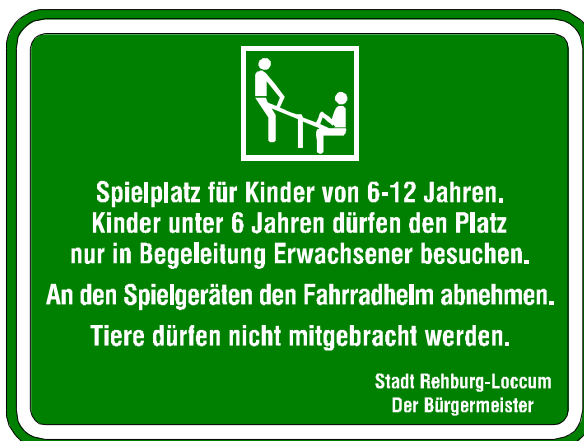 Spielplatz für Kinder von 6-12 Jahren.
Kinder unter 6 Jahren dürfen den Platz
nur in Begeleitung Erwachsener besuchen.
An den Spielgeräten den Fahrradhelm abnehmen.
Tiere dürfen nicht mitgebracht werden.
Stadt Rehburg-Loccum
Der Bürgermeister